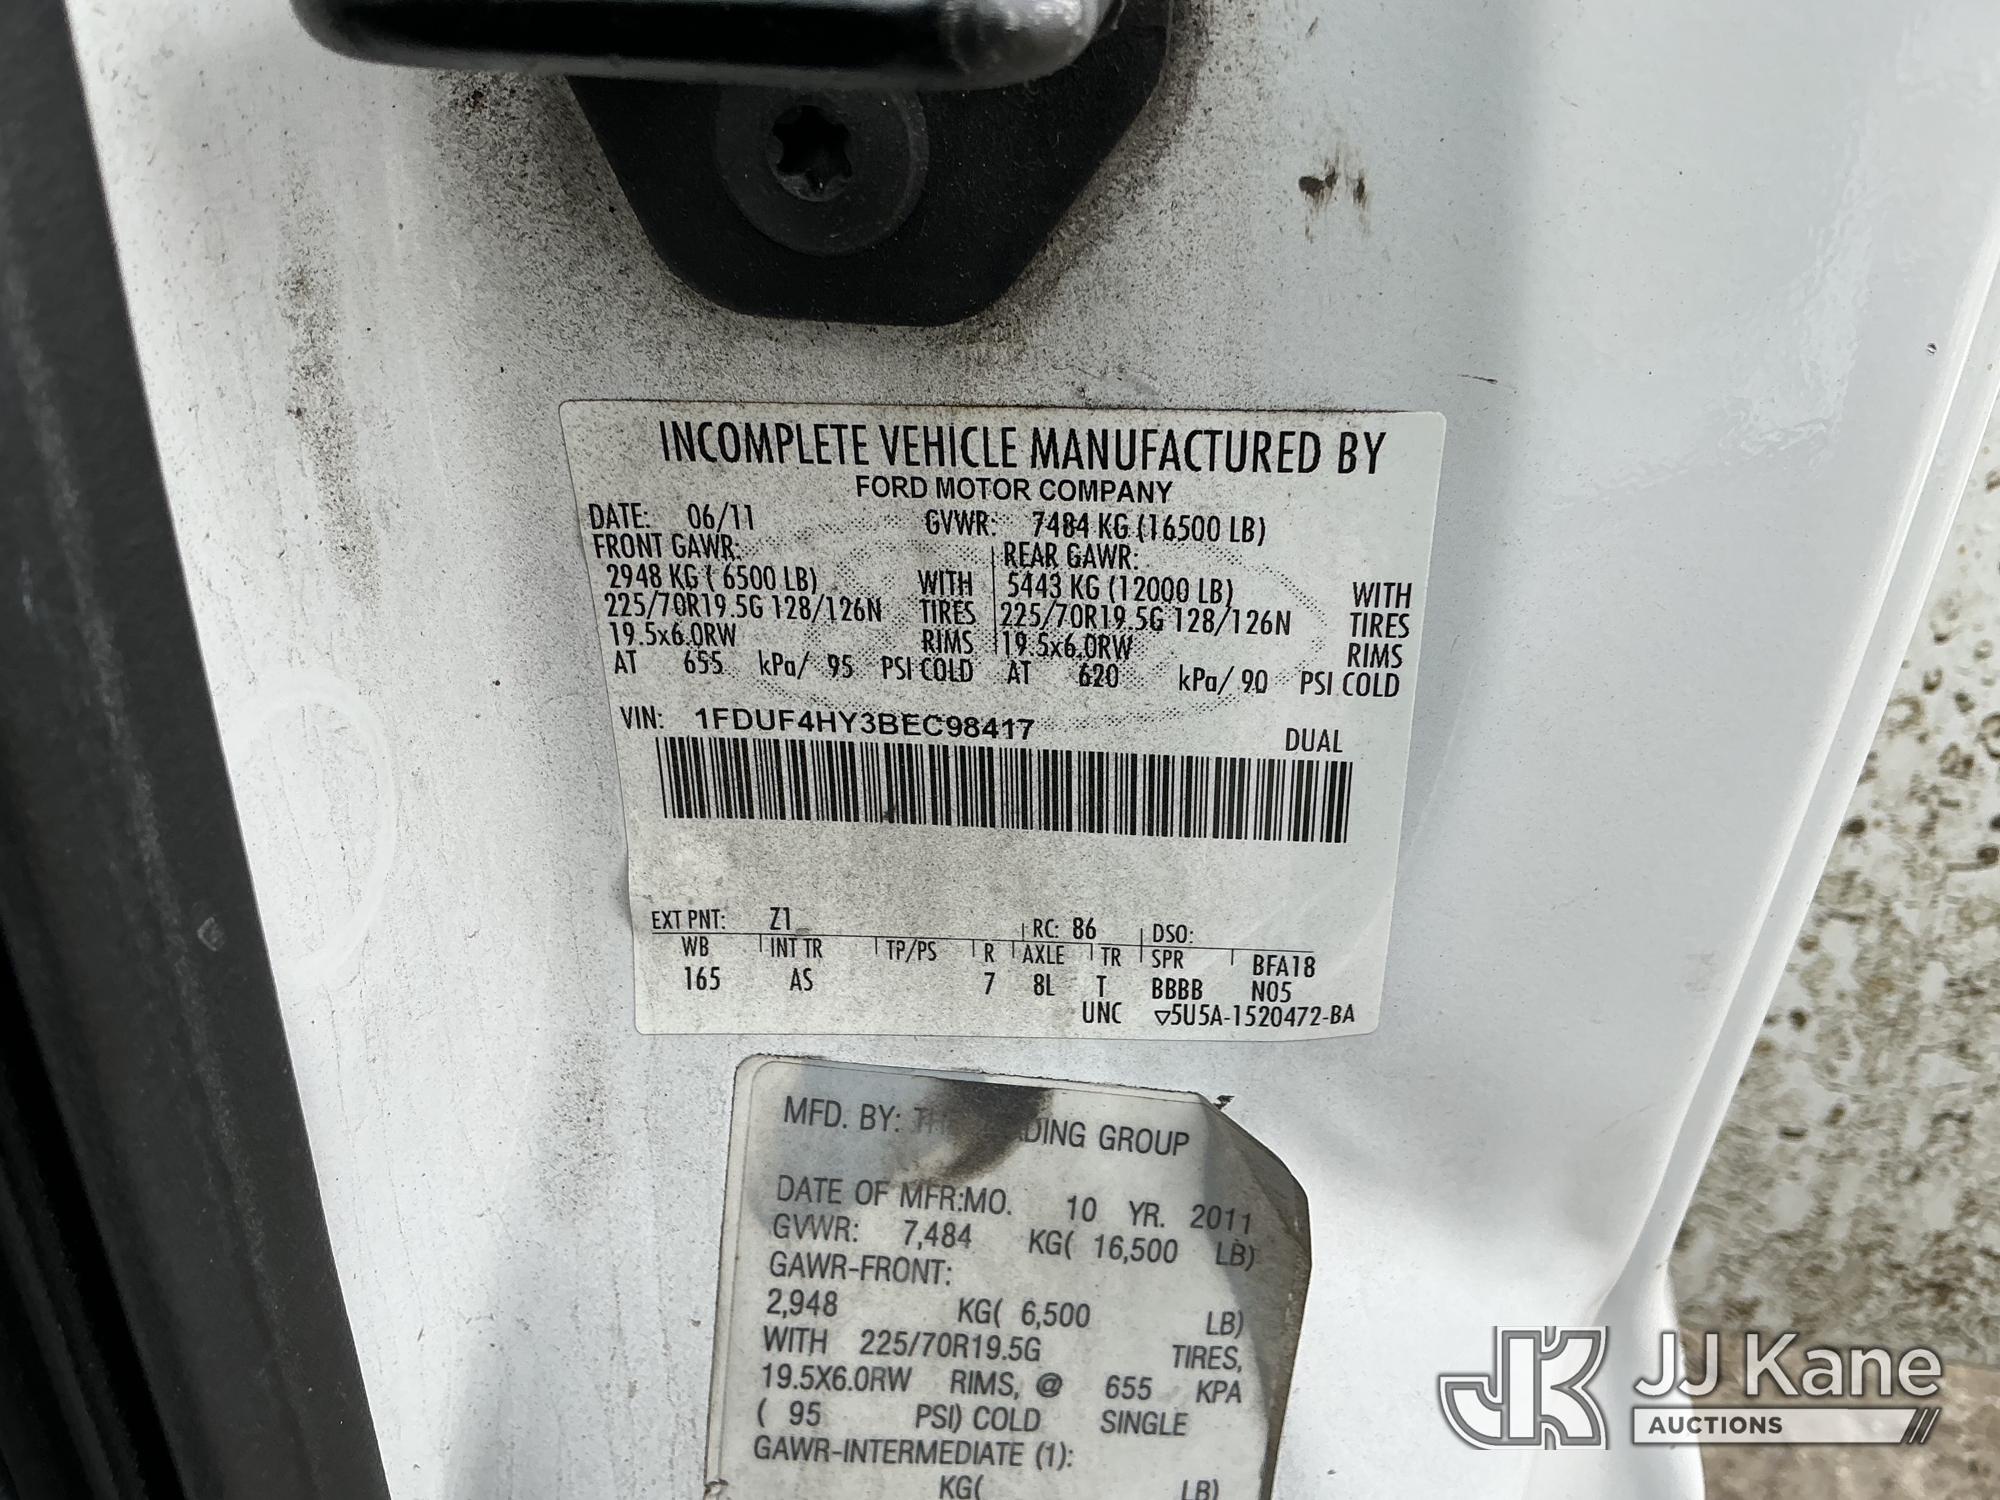 INCOMPLETE VEHICLE MANUFACTURED BY
FORD MOTOR COMPANY
DATE: 06/11 GVWR: 7484 KG (16500 LB)
FRONT GAWR: REAR GAWR:
2948 KG ( 6500 LB) WITH 5443 KG (12000 LB) WITH
225/70R19.5G 128/126N TIRES 225/70R19.5G 128/126N TIRES
19.5x6.0RW RIMS 19.5x6.0RW RIMS
AT 655 kPa/ 95 PSI COLD AT 620 kPa/ 90 PSI COLD
VIN: 1FDUF4HY3BEC98417 DUAL
EXT PNT: Z1 RC: 86 DSO:
WB INT TR TP/PS R AXLE TR SPR BFA18
165 AS 7 8L T BBBB N05
UNC ▽5U5A-1520472-BA
MFD. BY: GROUP
DATE OF MFR:MO. 10 YR. 2011
GVWR: 7,484 KG( 16,500 LB)
GAWR-FRONT:
2,948 KG( 6,500 LB)
WITH 225/70R19.5G TIRES,
19.5X6.0RW RIMS, @ 655 KPA
( 95 PSI) COLD SINGLE
GAWR-INTERMEDIATE (1):
KG( LB)
JK JJ Kane
AUCTIONS